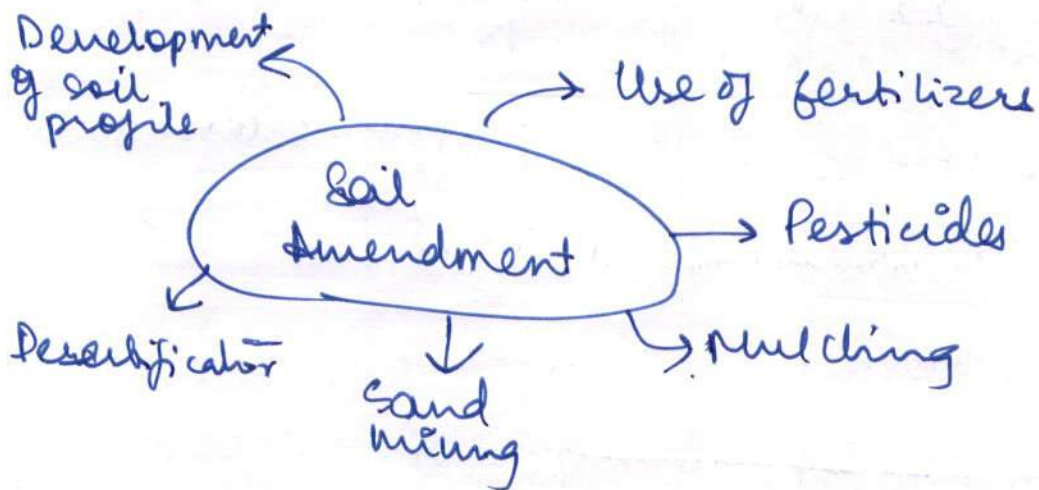 Development
of soil
profile
Use of fertilizers
Soil
Amendment
Pesticides
Mulching
Sand
mining
Desertification